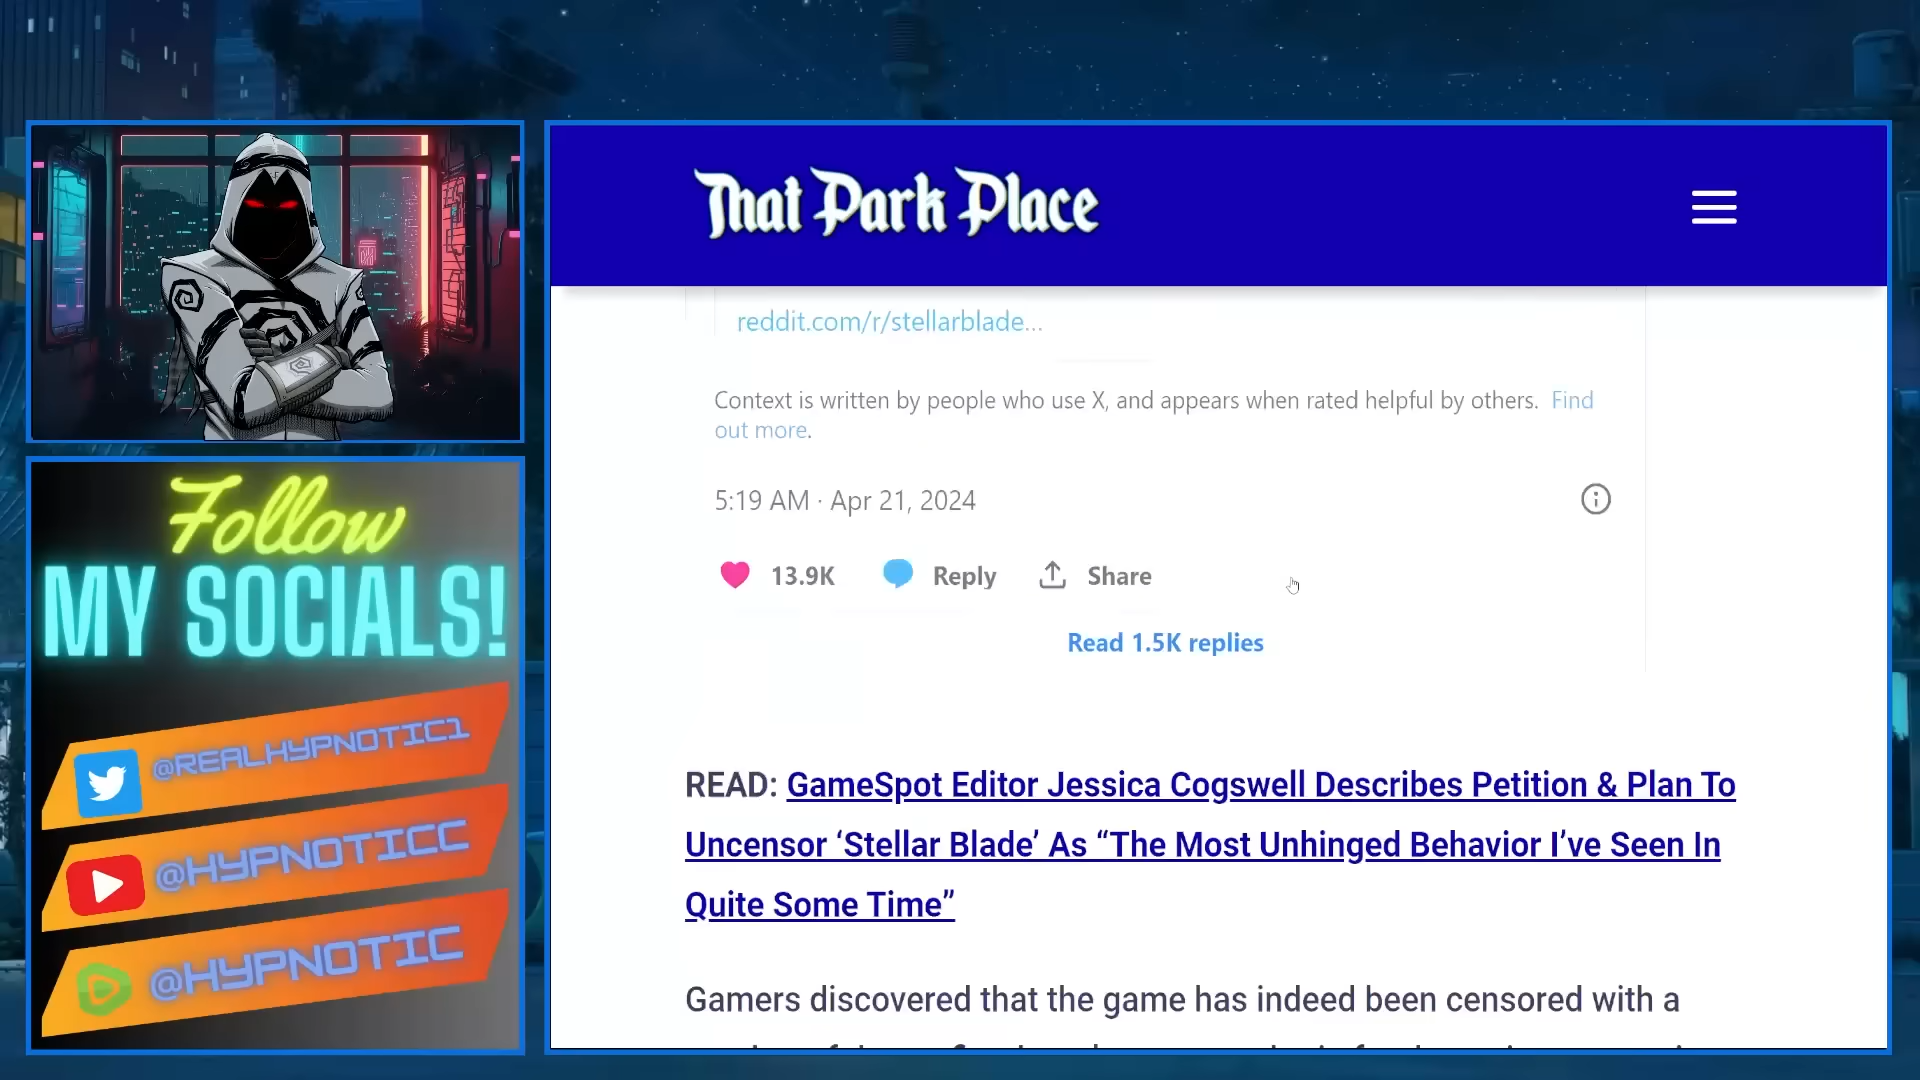 Follow
MY SOCIALS!
@REALHYPNOTIC1
@HYPNOTICC
@HYPNOTIC
That Park Place
reddit.com/r/stellarblade...
Context is written by people who use X, and appears when rated helpful by others. Find
out more.
5:19 AM · Apr 21, 2024
13.9K Reply Share
Read 1.5K replies
READ: GameSpot Editor Jessica Cogswell Describes Petition & Plan To
Uncensor ‘Stellar Blade’ As “The Most Unhinged Behavior I’ve Seen In
Quite Some Time”
Gamers discovered that the game has indeed been censored with a